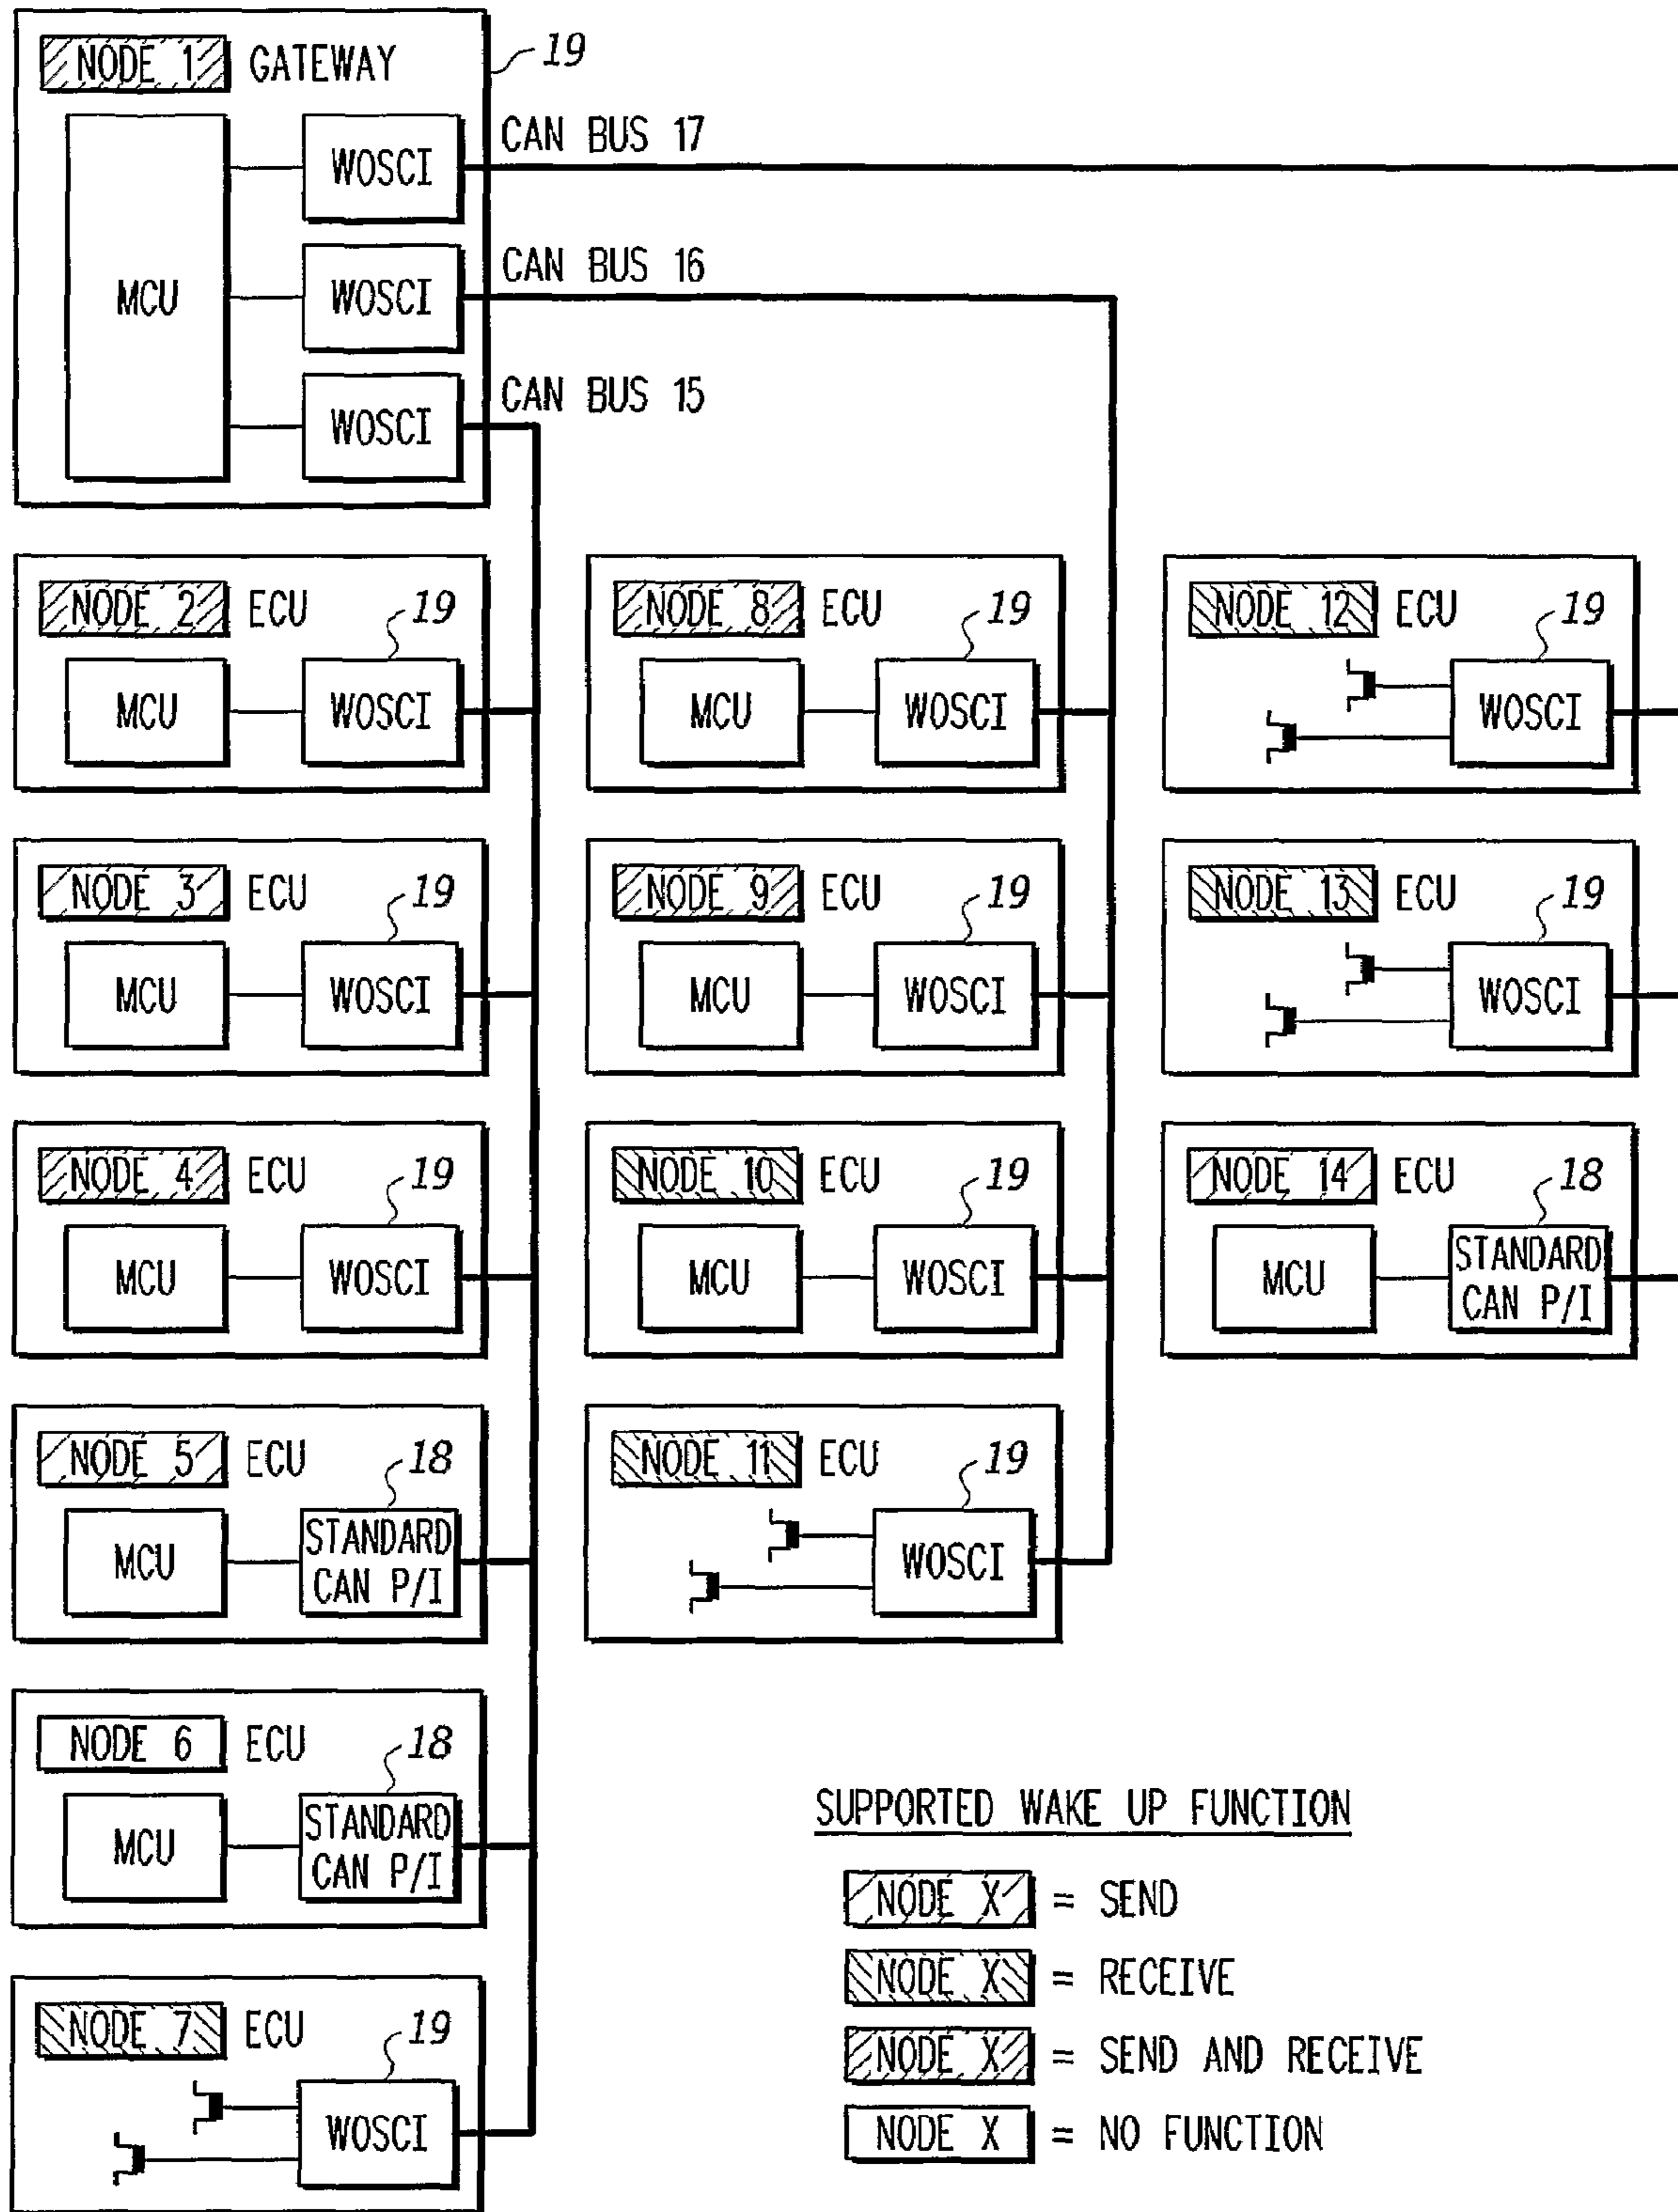 NODE 1 GATEWAY 19
CAN BUS 17
WOSCI
CAN BUS 16
MCU WOSCI
CAN BUS 15
WOSCI
NODE 2 ECU 19
MCU WOSCI
NODE 8 ECU 19
MCU WOSCI
NODE 12 ECU 19
WOSCI
NODE 3 ECU 19
MCU WOSCI
NODE 9 ECU 19
MCU WOSCI
NODE 13 ECU 19
WOSCI
NODE 4 ECU 19
MCU WOSCI
NODE 10 ECU 19
MCU WOSCI
NODE 14 ECU 18
MCU STANDARD
CAN P/I
NODE 5 ECU 18
MCU STANDARD
CAN P/I
NODE 11 ECU 19
WOSCI
NODE 6 ECU 18
MCU STANDARD
CAN P/I
NODE 7 ECU 19
WOSCI
SUPPORTED WAKE UP FUNCTION
NODE X = SEND
NODE X = RECEIVE
NODE X = SEND AND RECEIVE
NODE X = NO FUNCTION